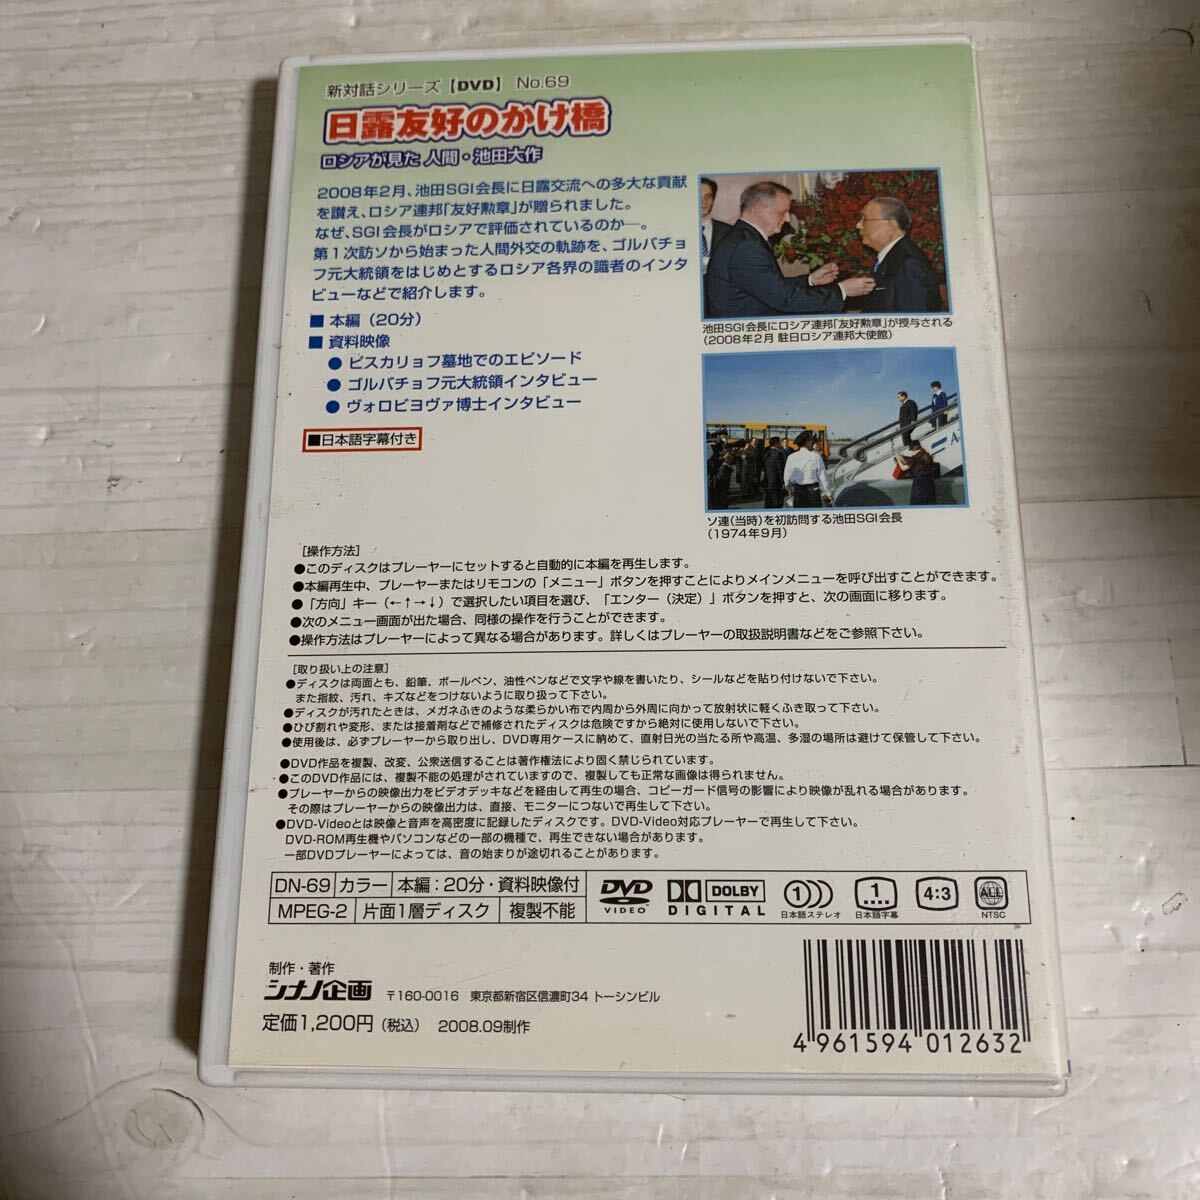 新対話シリーズ【DVD】 No.69
日露友好のかけ橋
ロシアが見た 人間・池田大作
2008年2月、池田SGI会長に日露交流への多大な貢献
を讃え、ロシア連邦「友好勲章」が贈られました。
なぜ、SGI会長がロシアで評価されているのか―。
第1次訪ソから始まった人間外交の軌跡を、ゴルバチョ
フ元大統領をはじめとするロシア各界の識者のインタ
ビューなどで紹介します。
■ 本編（20分）
■ 資料映像
● ピスカリョフ墓地でのエピソード
● ゴルバチョフ元大統領インタビュー
● ヴォロビヨヴァ博士インタビュー
■日本語字幕付き
池田SGI会長にロシア連邦「友好勲章」が授与される
（2008年2月 駐日ロシア連邦大使館）
ソ連（当時）を初訪問する池田SGI会長
（1974年9月）
［操作方法］
●このディスクはプレーヤーにセットすると自動的に本編を再生します。
●本編再生中、プレーヤーまたはリモコンの「メニュー」ボタンを押すことによりメインメニューを呼び出すことができます。
●「方向」キー（←↑→↓）で選択したい項目を選び、「エンター（決定）」ボタンを押すと、次の画面に移ります。
●次のメニュー画面が出た場合、同様の操作を行うことができます。
●操作方法はプレーヤーによって異なる場合があります。詳しくはプレーヤーの取扱説明書などをご参照下さい。
［取り扱い上の注意］
●ディスクは両面とも、鉛筆、ボールペン、油性ペンなどで文字や線を書いたり、シールなどを貼り付けないで下さい。
また指紋、汚れ、キズなどをつけないように取り扱って下さい。
●ディスクが汚れたときは、メガネふきのような柔らかい布で内周から外周に向かって放射状に軽くふき取って下さい。
●ひび割れや変形、または接着剤などで補修されたディスクは危険ですから絶対に使用しないで下さい。
●使用後は、必ずプレーヤーから取り出し、DVD専用ケースに納めて、直射日光の当たる所や高温、多湿の場所は避けて保管して下さい。
●DVD作品を複製、改変、公衆送信することは著作権法により固く禁じられています。
●このDVD作品には、複製不能の処理がされていますので、複製しても正常な画像は得られません。
●プレーヤーからの映像出力をビデオデッキなどを経由して再生の場合、コピーガード信号の影響により映像が乱れる場合があります。
その際はプレーヤーからの映像出力は、直接、モニターにつないで再生して下さい。
●DVD-Videoとは映像と音声を高密度に記録したディスクです。DVD-Video対応プレーヤーで再生して下さい。
DVD-ROM再生機やパソコンなどの一部の機種で、再生できない場合があります。
一部DVDプレーヤーによっては、音の始まりが途切れることがあります。
DN-69 カラー 本編：20分・資料映像付
MPEG-2 片面1層ディスク 複製不能
DVD VIDEO
DOLBY DIGITAL
1 日本語ステレオ
1 日本語字幕
4:3
ALL NTSC
制作・著作
シナノ企画 〒160-0016 東京都新宿区信濃町34 トーシンビル
定価1,200円（税込） 2008.09制作
4 961594 012632